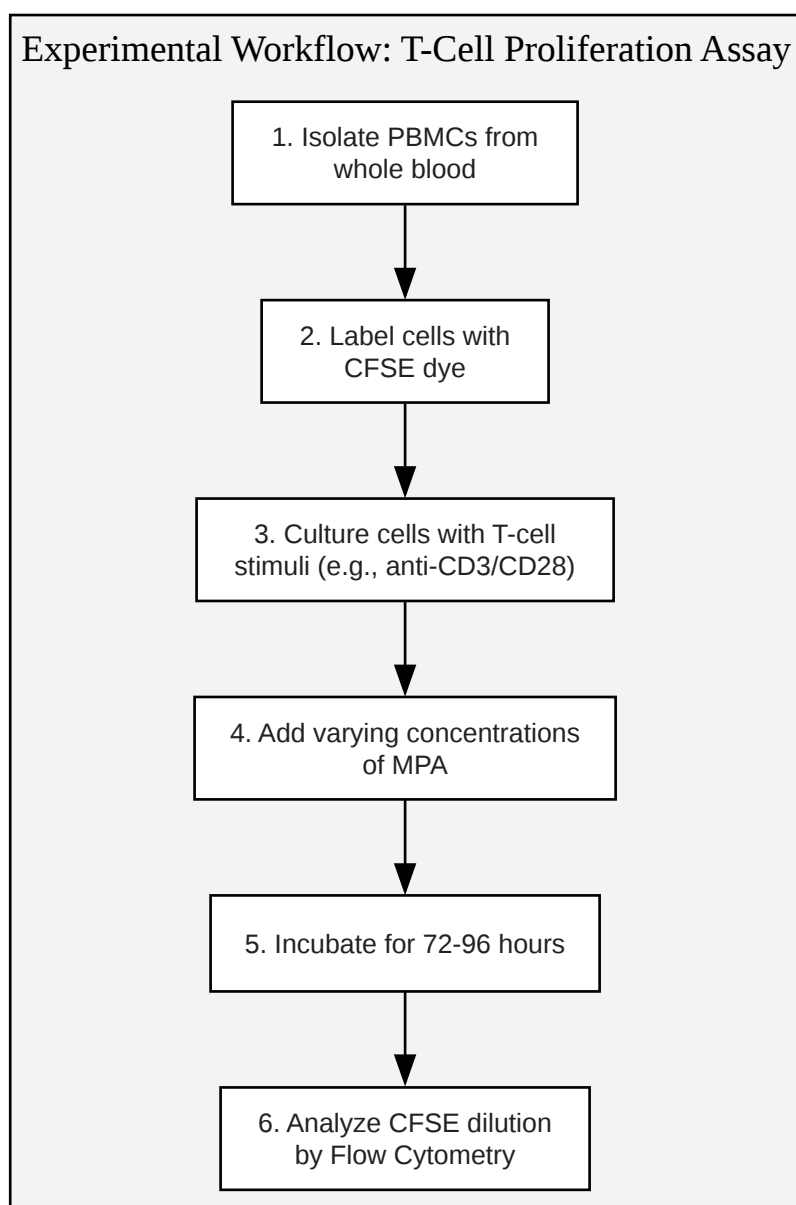 Experimental Workflow: T-Cell Proliferation Assay
1. Isolate PBMCs from
whole blood
2. Label cells with
CFSE dye
3. Culture cells with T-cell
stimuli (e.g., anti-CD3/CD28)
4. Add varying concentrations
of MPA
5. Incubate for 72-96 hours
6. Analyze CFSE dilution
by Flow Cytometry